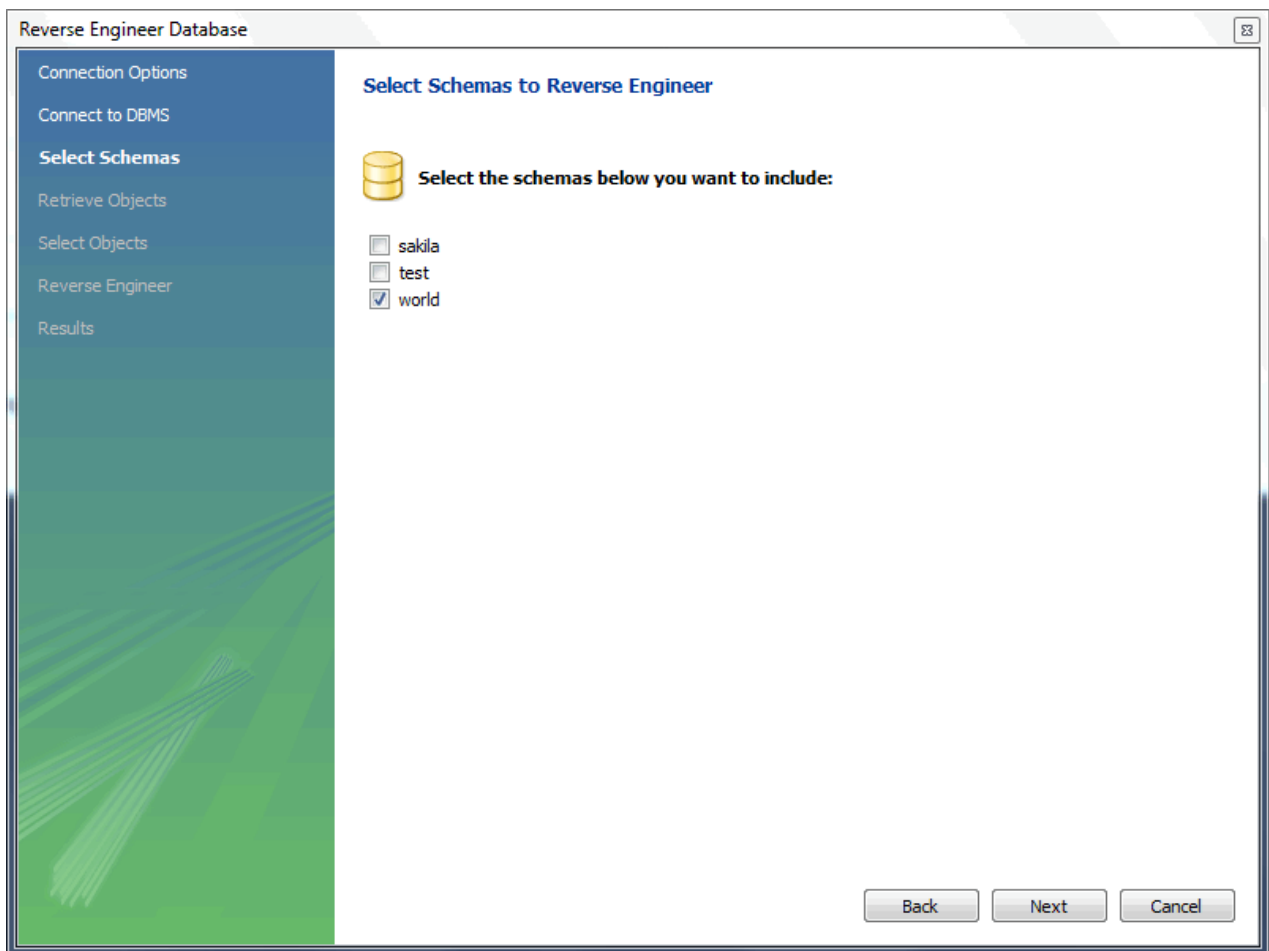 Reverse Engineer Database
Connection Options
Connect to DBMS
Select Schemas
Retrieve Objects
Select Objects
Reverse Engineer
Results
Select Schemas to Reverse Engineer
Select the schemas below you want to include:
sakila
test
world
Back Next Cancel